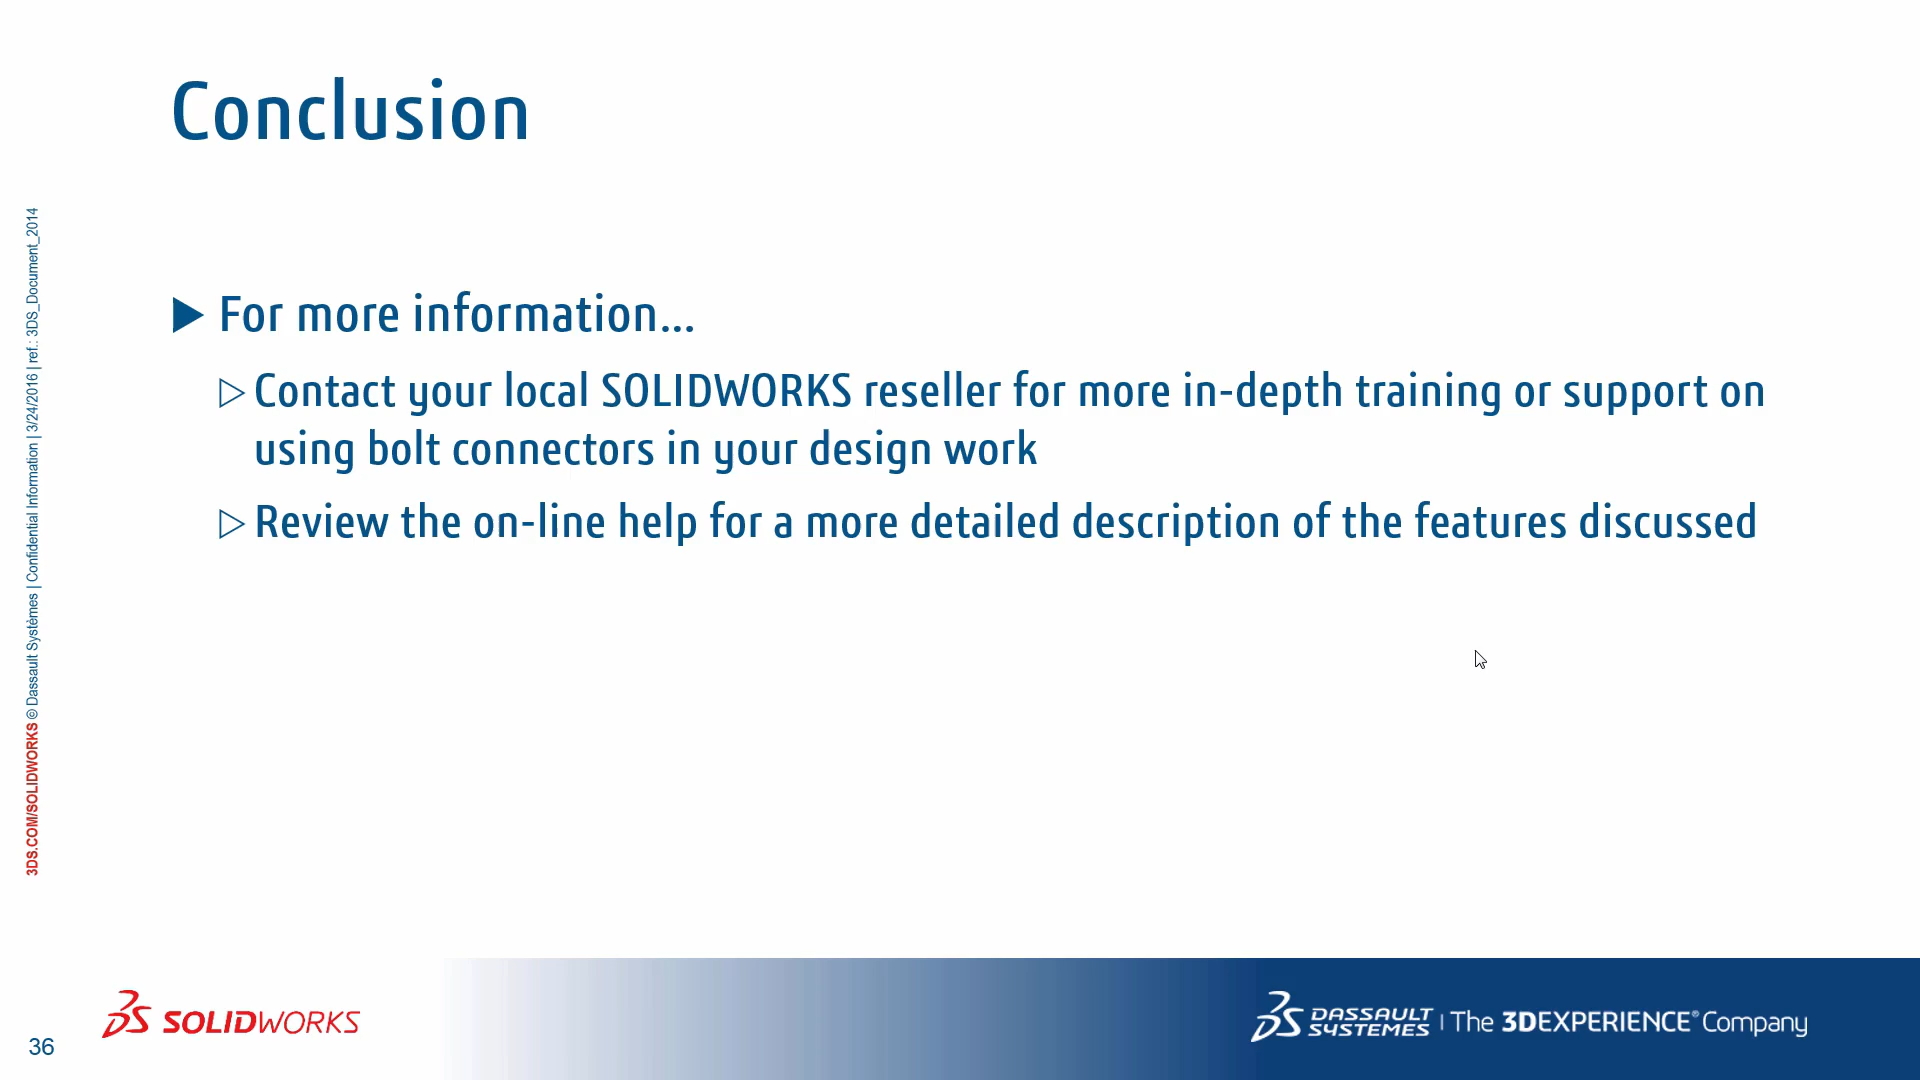 Conclusion
▶ For more information...
▷ Contact your local SOLIDWORKS reseller for more in-depth training or support on
using bolt connectors in your design work
▷ Review the on-line help for a more detailed description of the features discussed
3DS.COM/SOLIDWORKS © Dassault Systèmes | Confidential Information | 3/24/2016 | ref.: 3DS_Document_2014
36
SOLIDWORKS
DASSAULT SYSTEMES | The 3DEXPERIENCE® Company